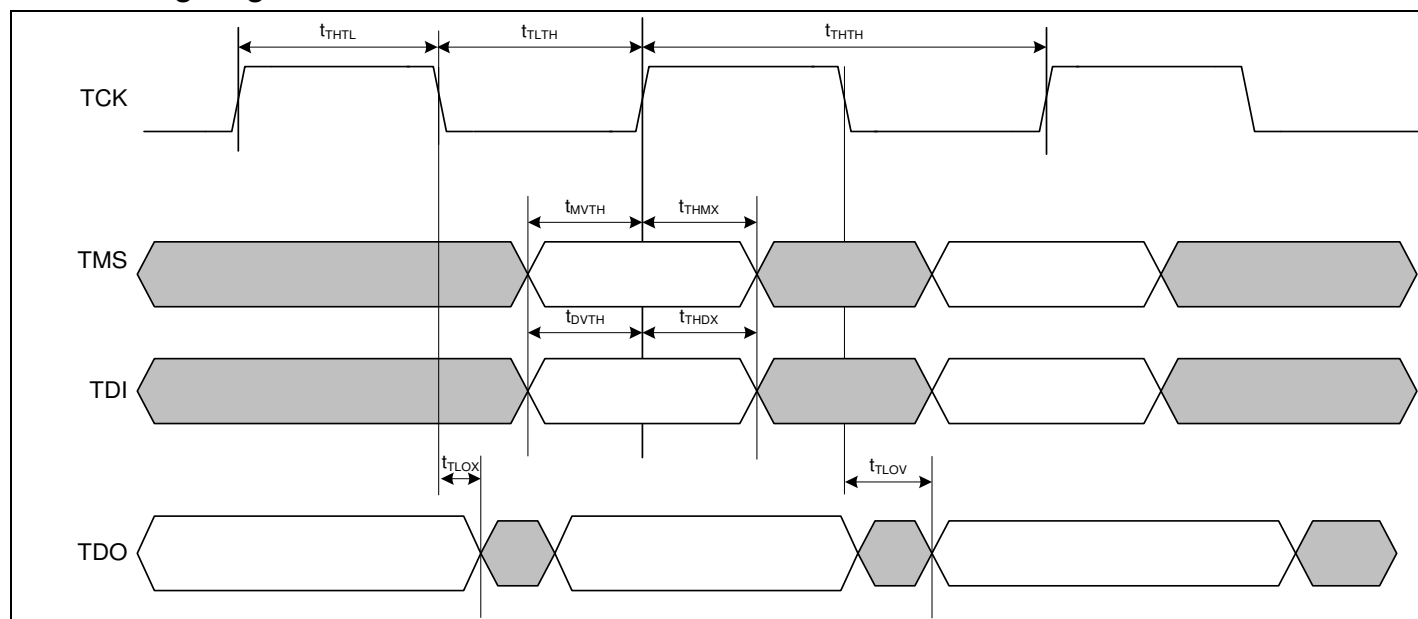 tTHTL tTLTH tTHTH
TCK
tMVTH tTHMX
TMS
tDVTH tTHDX
TDI
tTLOX tTLOV
TDO